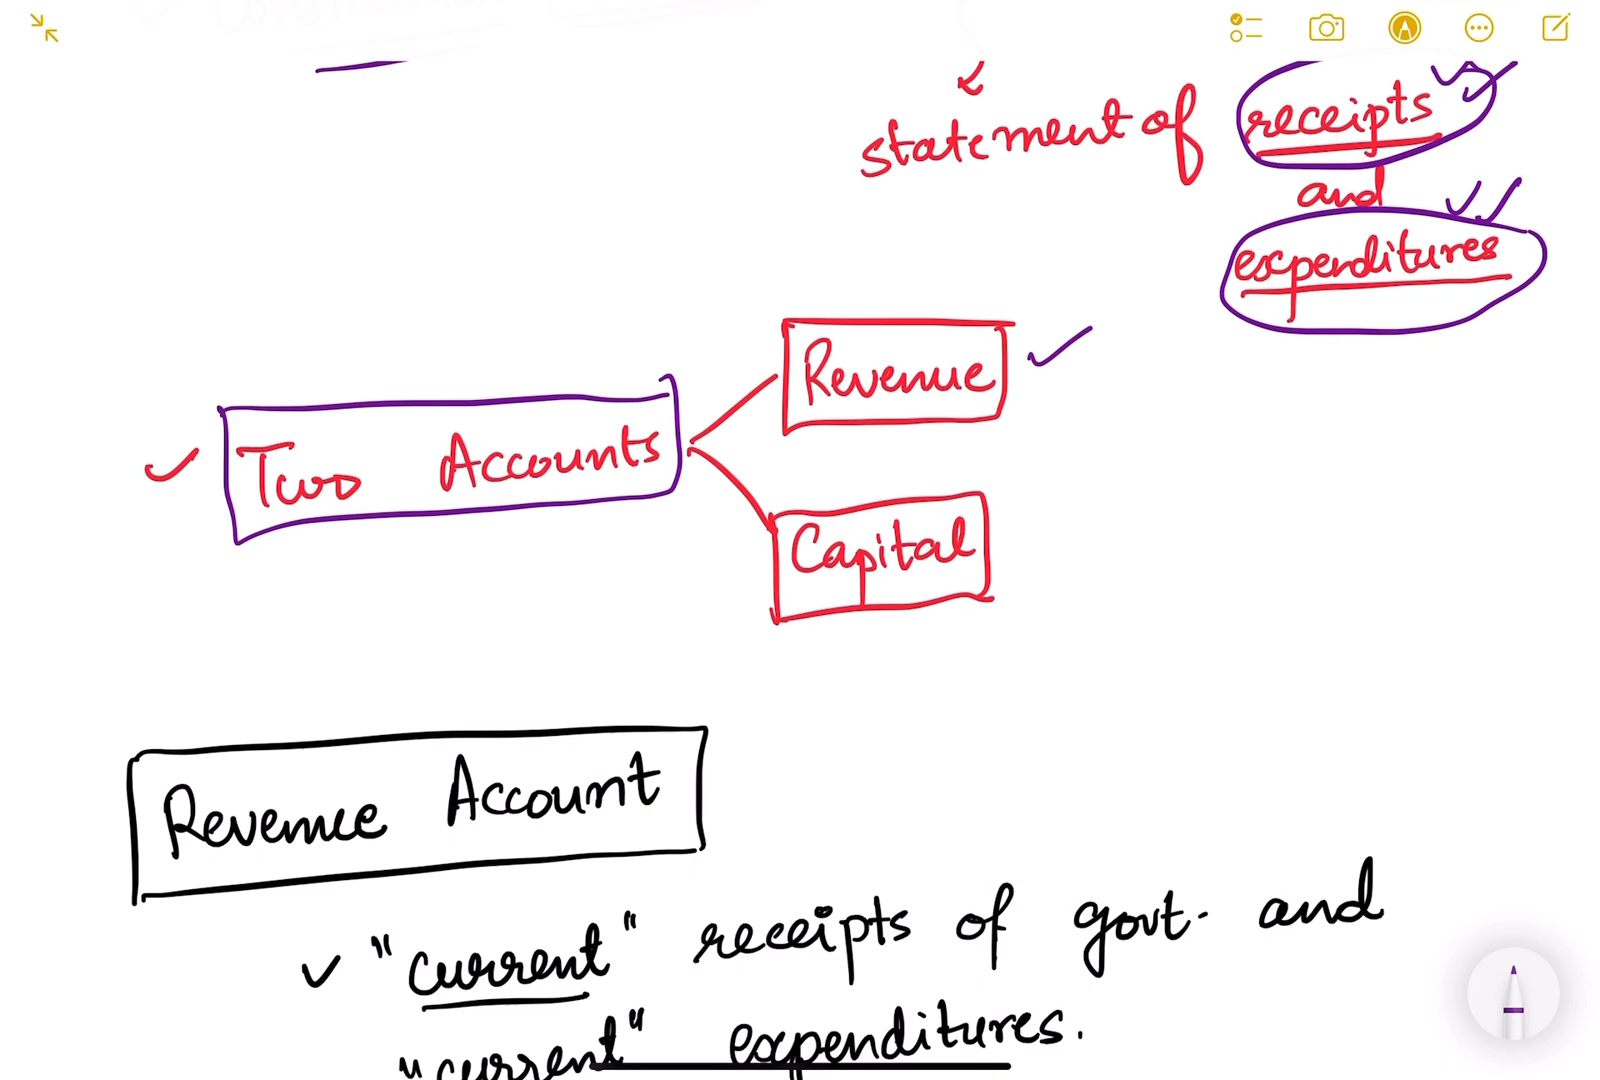 statement of receipts
and
expenditures
Revenue
Two Accounts
Capital
Revenue Account
"current" receipts of govt. and
"current" expenditures.